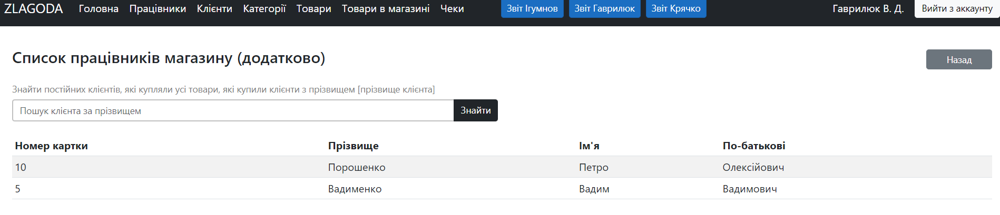 ZLAGODA Головна Працівники Клієнти Категорії Товари Товари в магазині Чеки Звіт Ігумнов Звіт Гаврилюк Звіт Крячко Гаврилюк В. Д. Вийти з аккаунту
Список працівників магазину (додатково) Назад
Знайти постійних клієнтів, які купляли усі товари, які купили клієнти з прізвищем [прізвище клієнта]
Пошук клієнта за прізвищем Знайти
Номер картки Прізвище Ім'я По-батькові
10 Порошенко Петро Олексійович
5 Вадименко Вадим Вадимович